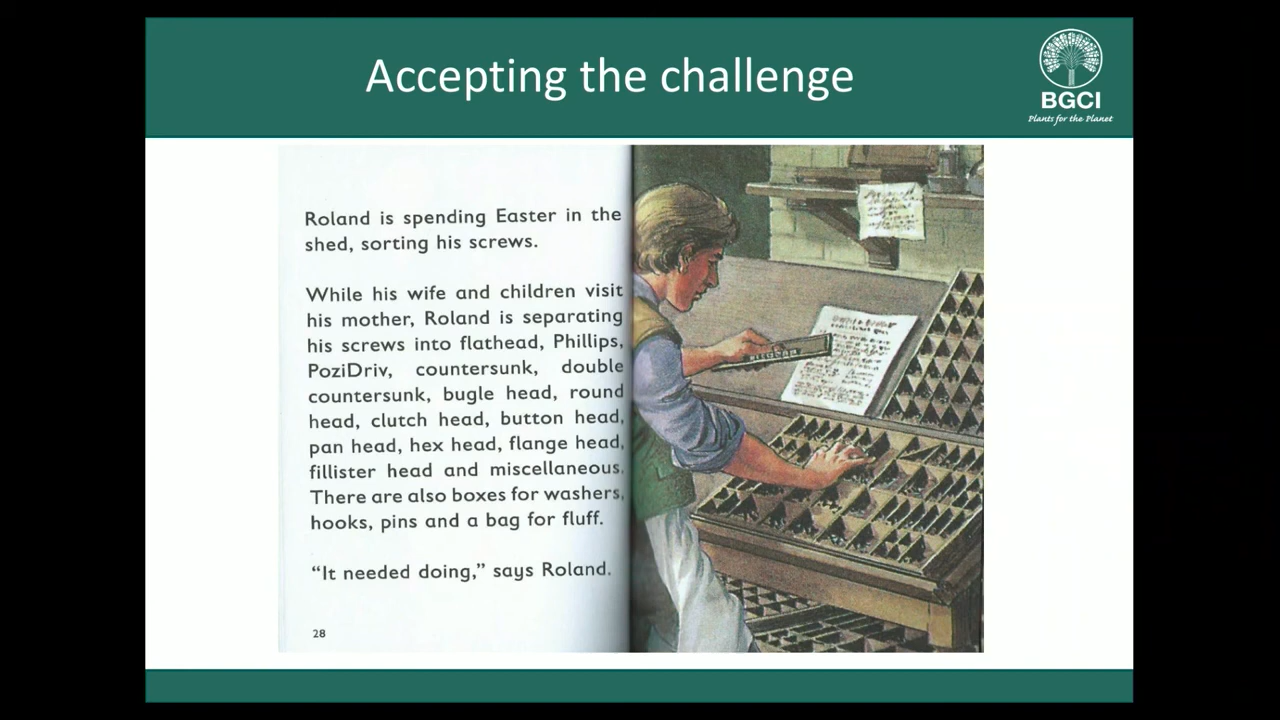 Accepting the challenge
BGCI
Plants for the Planet
Roland is spending Easter in the
shed, sorting his screws.
While his wife and children visit
his mother, Roland is separating
his screws into flathead, Phillips,
PoziDriv, countersunk, double
countersunk, bugle head, round
head, clutch head, button head,
pan head, hex head, flange head,
fillister head and miscellaneous.
There are also boxes for washers,
hooks, pins and a bag for fluff.
“It needed doing,” says Roland.
28